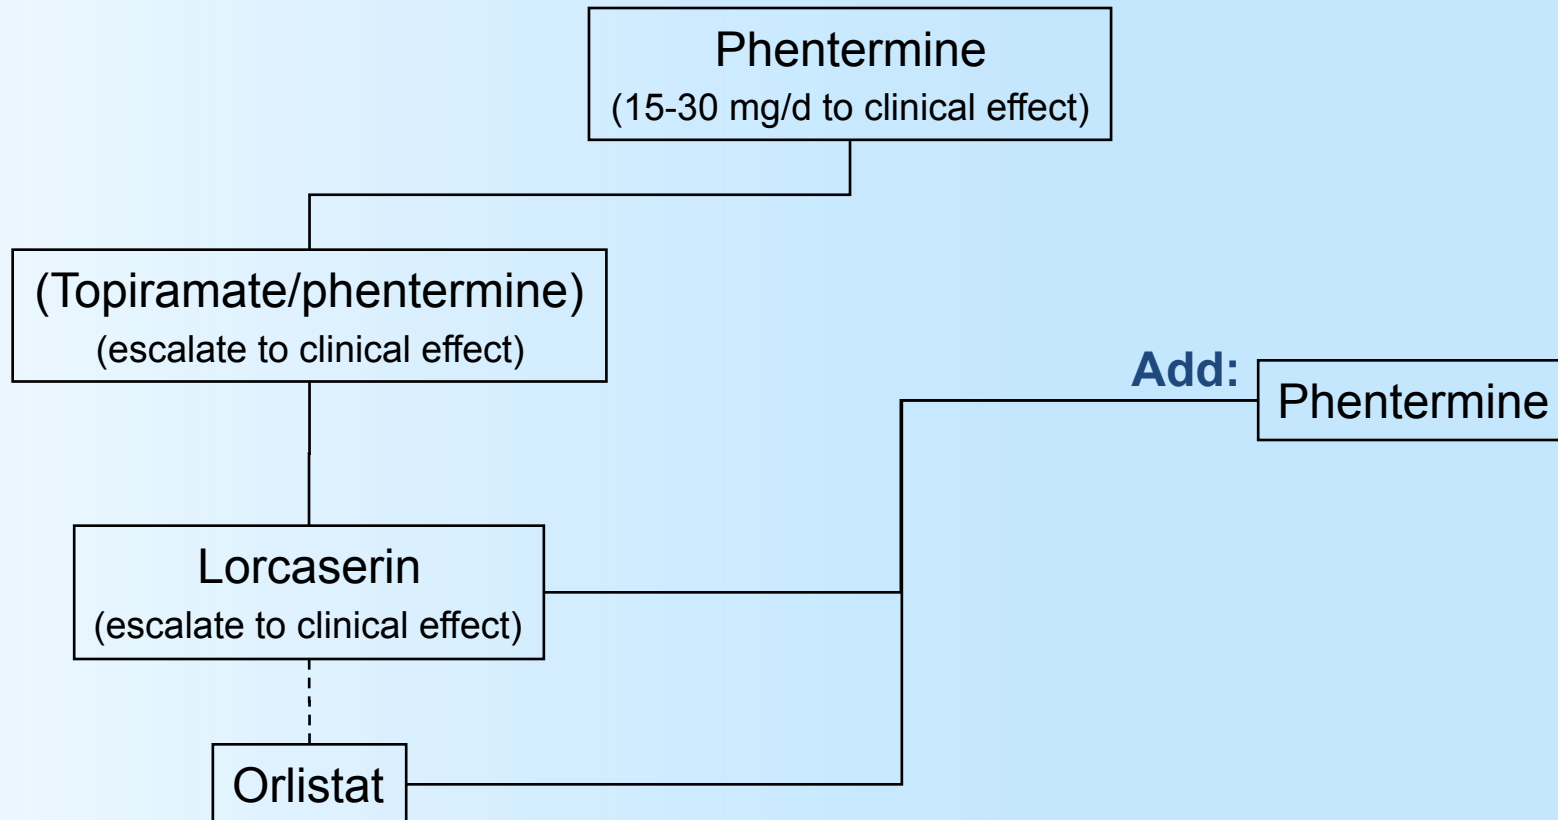 Phentermine
(15-30 mg/d to clinical effect)
(Topiramate/phentermine)
(escalate to clinical effect)
Add:
Phentermine
Lorcaserin
(escalate to clinical effect)
Orlistat